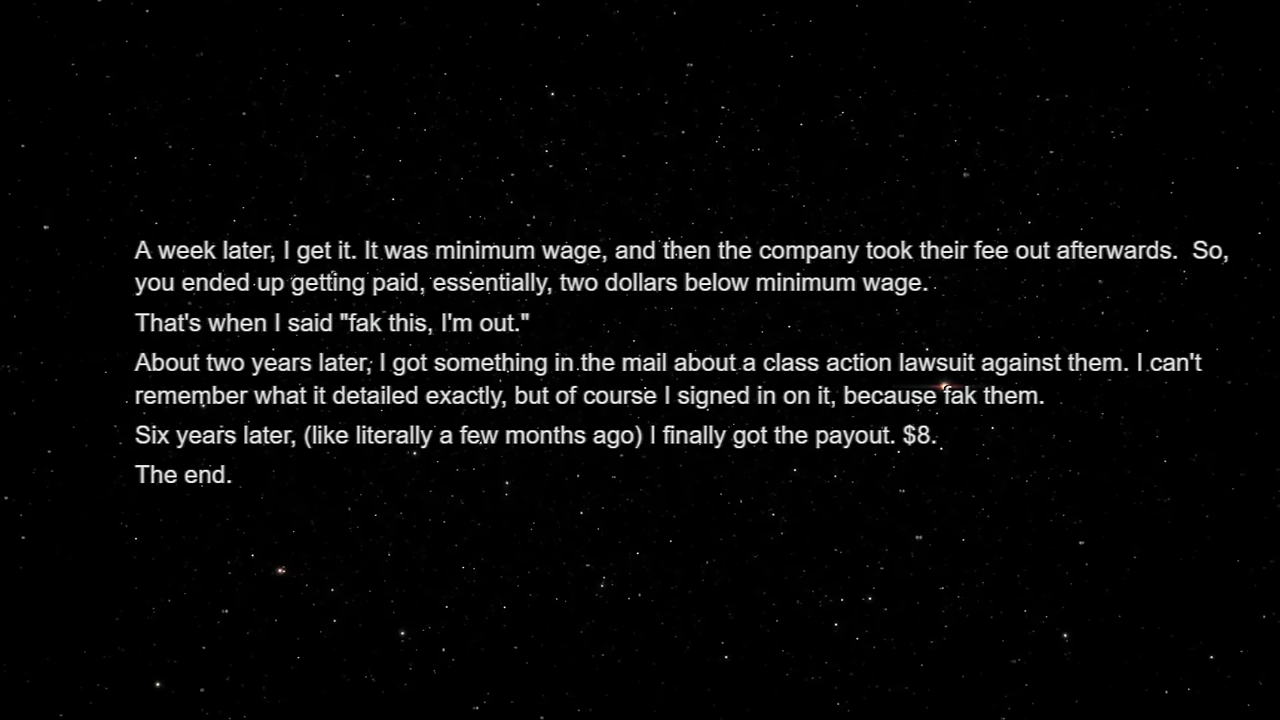 A week later, I get it. It was minimum wage, and then the company took their fee out afterwards.  So,
you ended up getting paid, essentially, two dollars below minimum wage.
That's when I said "fak this, I'm out."
About two years later, I got something in the mail about a class action lawsuit against them. I can't
remember what it detailed exactly, but of course I signed in on it, because fak them.
Six years later, (like literally a few months ago) I finally got the payout. $8.
The end.